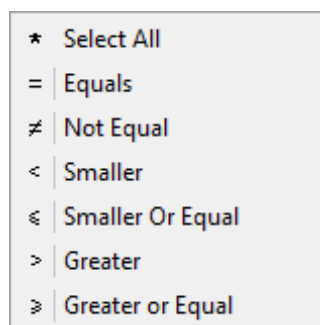 * Select All
= Equals
≠ Not Equal
< Smaller
⩽ Smaller Or Equal
> Greater
⩾ Greater or Equal